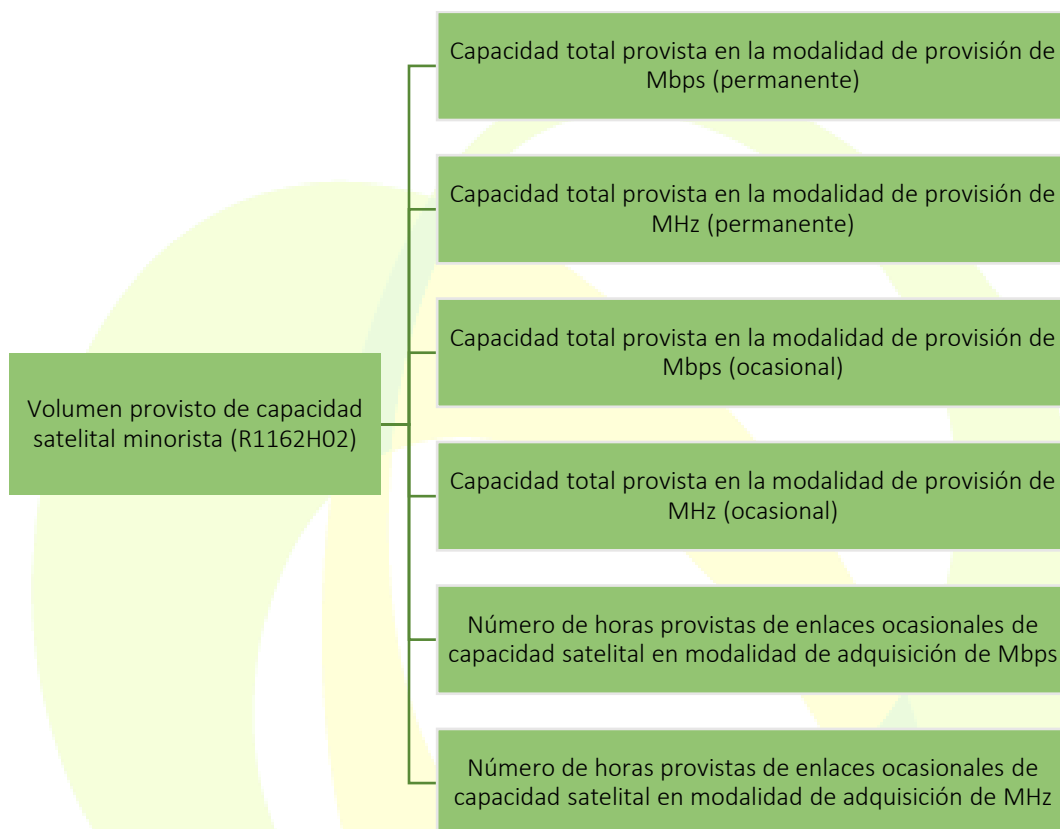 Capacidad total provista en la modalidad de provisión de
Mbps (permanente)
Capacidad total provista en la modalidad de provisión de
MHz (permanente)
Capacidad total provista en la modalidad de provisión de
Mbps (ocasional)
Volumen provisto de capacidad
satelital minorista (R1162H02)
Capacidad total provista en la modalidad de provisión de
MHz (ocasional)
Número de horas provistas de enlaces ocasionales de
capacidad satelital en modalidad de adquisición de Mbps
Número de horas provistas de enlaces ocasionales de
capacidad satelital en modalidad de adquisición de MHz